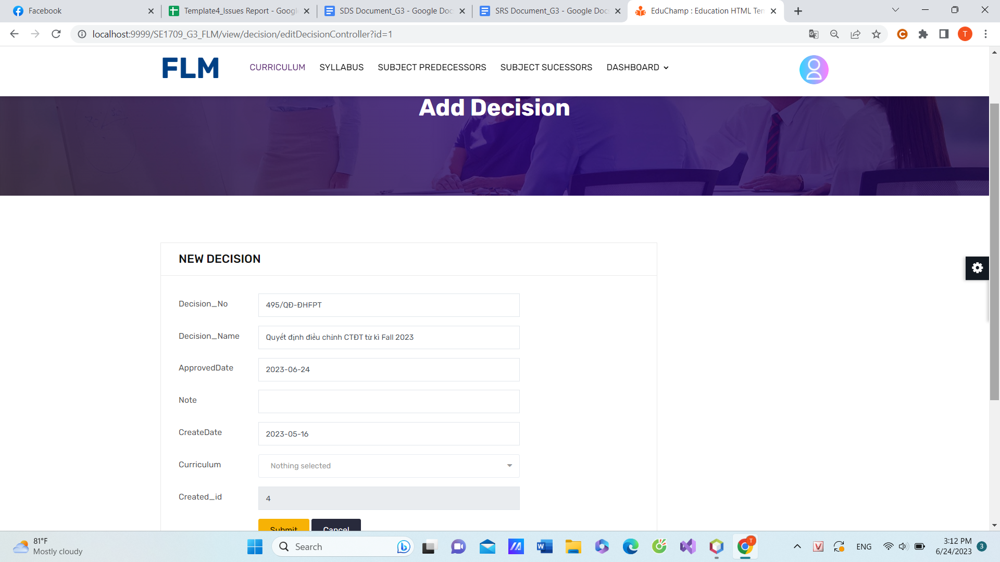 Facebook
Template4_Issues Report - Googl
SDS Document_G3 - Google Doc
SRS Document_G3 - Google Docs
EduChamp : Education HTML Tem
localhost:9999/SE1709_G3_FLM/view/decision/editDecisionController?id=1
T
FLM
CURRICULUM
SYLLABUS
SUBJECT PREDECESSORS
SUBJECT SUCESSORS
DASHBOARD
Add Decision
NEW DECISION
Decision_No
495/QĐ-ĐHFPT
Decision_Name
Quyết định điều chỉnh CTĐT từ kì Fall 2023
ApprovedDate
2023-06-24
Note
CreateDate
2023-05-16
Curriculum
Nothing selected
Created_id
4
Submit
Cancel
81°F
Mostly cloudy
Search
T
ENG
3:12 PM
6/24/2023
3